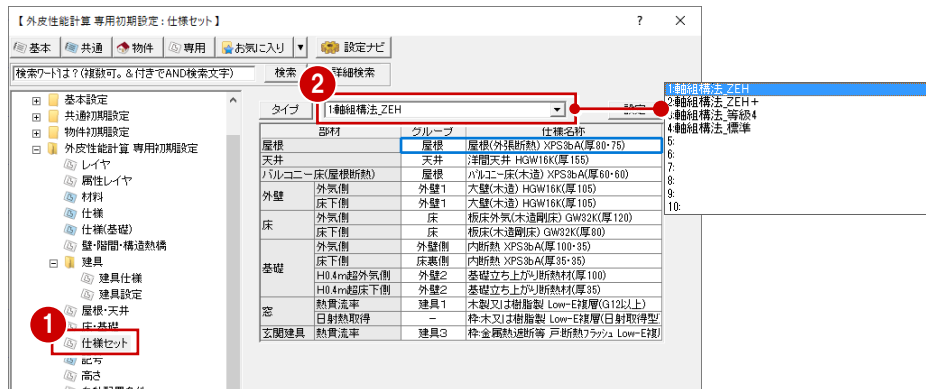 【 外皮性能計算 専用初期設定 : 仕様セット 】 ? ×
基本 共通 物件 専用 お気に入り ▼ 設定ナビ
検索ワードは？(複数可。＆付きでAND検索文字) 検索 詳細検索
2
基本設定
共通初期設定
物件初期設定
外皮性能計算 専用初期設定
レイヤ
属性レイヤ
材料
仕様
仕様(基礎)
壁・階間・構造熱橋
建具
建具仕様
建具設定
屋根・天井
床・基礎
1
仕様セット
記号
高さ
タイプ 1:軸組構法_ZEH
部材 グループ 仕様名称
屋根 屋根 屋根(外張断熱) XPS3bA(厚80・75)
天井 天井 洋間天井 HGW16K(厚155)
バルコニー床(屋根断熱) 屋根 バルコニー床(木造) XPS3bA(厚60・60)
外壁 外気側 外壁1 大壁(木造) HGW16K(厚105)
床下側 外壁1 大壁(木造) HGW16K(厚105)
床 外気側 床 板床外気(木造剛床) GW32K(厚120)
床下側 床 板床(木造剛床) GW32K(厚80)
基礎 外気側 外壁側 内断熱 XPS3bA(厚100・35)
床下側 床裏側 内断熱 XPS3bA(厚35・35)
H0.4m超外気側 外壁2 基礎立ち上がり断熱材(厚100)
H0.4m超床下側 外壁2 基礎立ち上がり断熱材(厚35)
窓 熱貫流率 建具1 木製又は樹脂製 Low-E複層(G12以上)
日射熱取得 － 枠:木又は樹脂製 Low-E複層(日射取得型
玄関建具 熱貫流率 建具3 枠:金属熱遮断等 戸:断熱フラッシュ Low-E複
1:軸組構法_ZEH
2:軸組構法_ZEH＋
3:軸組構法_等級4
4:軸組構法_標準
5:
6:
7:
8:
9:
10: